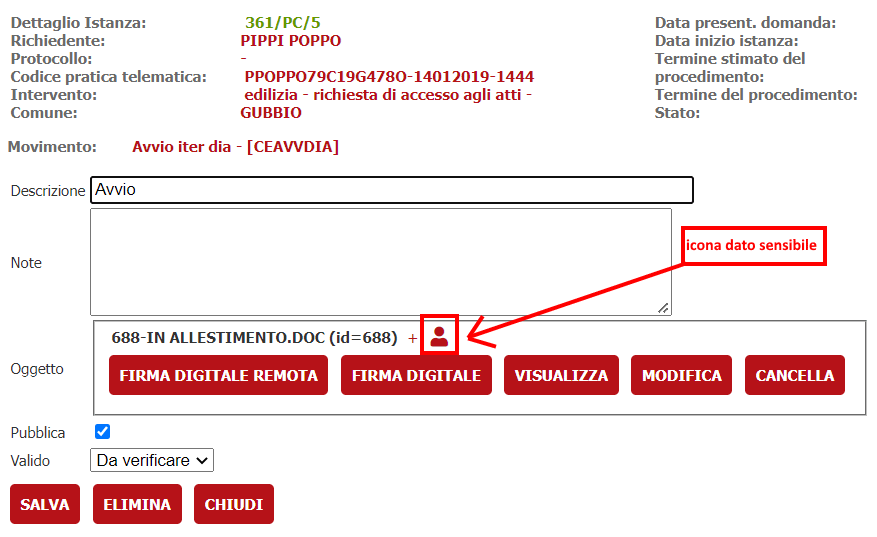 Dettaglio Istanza: 361/PC/5
Richiedente: PIPPI POPPO
Protocollo: -
Codice pratica telematica: PPOPPO79C19G478O-14012019-1444
Intervento: edilizia - richiesta di accesso agli atti -
Comune: GUBBIO
Data present. domanda:
Data inizio istanza:
Termine stimato del
procedimento:
Termine del procedimento:
Stato:
Movimento: Avvio iter dia - [CEAVVDIA]
Descrizione Avvio
Note
icona dato sensibile
Oggetto
688-IN ALLESTIMENTO.DOC (id=688) +
FIRMA DIGITALE REMOTA FIRMA DIGITALE VISUALIZZA MODIFICA CANCELLA
Pubblica
Valido Da verificare
SALVA ELIMINA CHIUDI